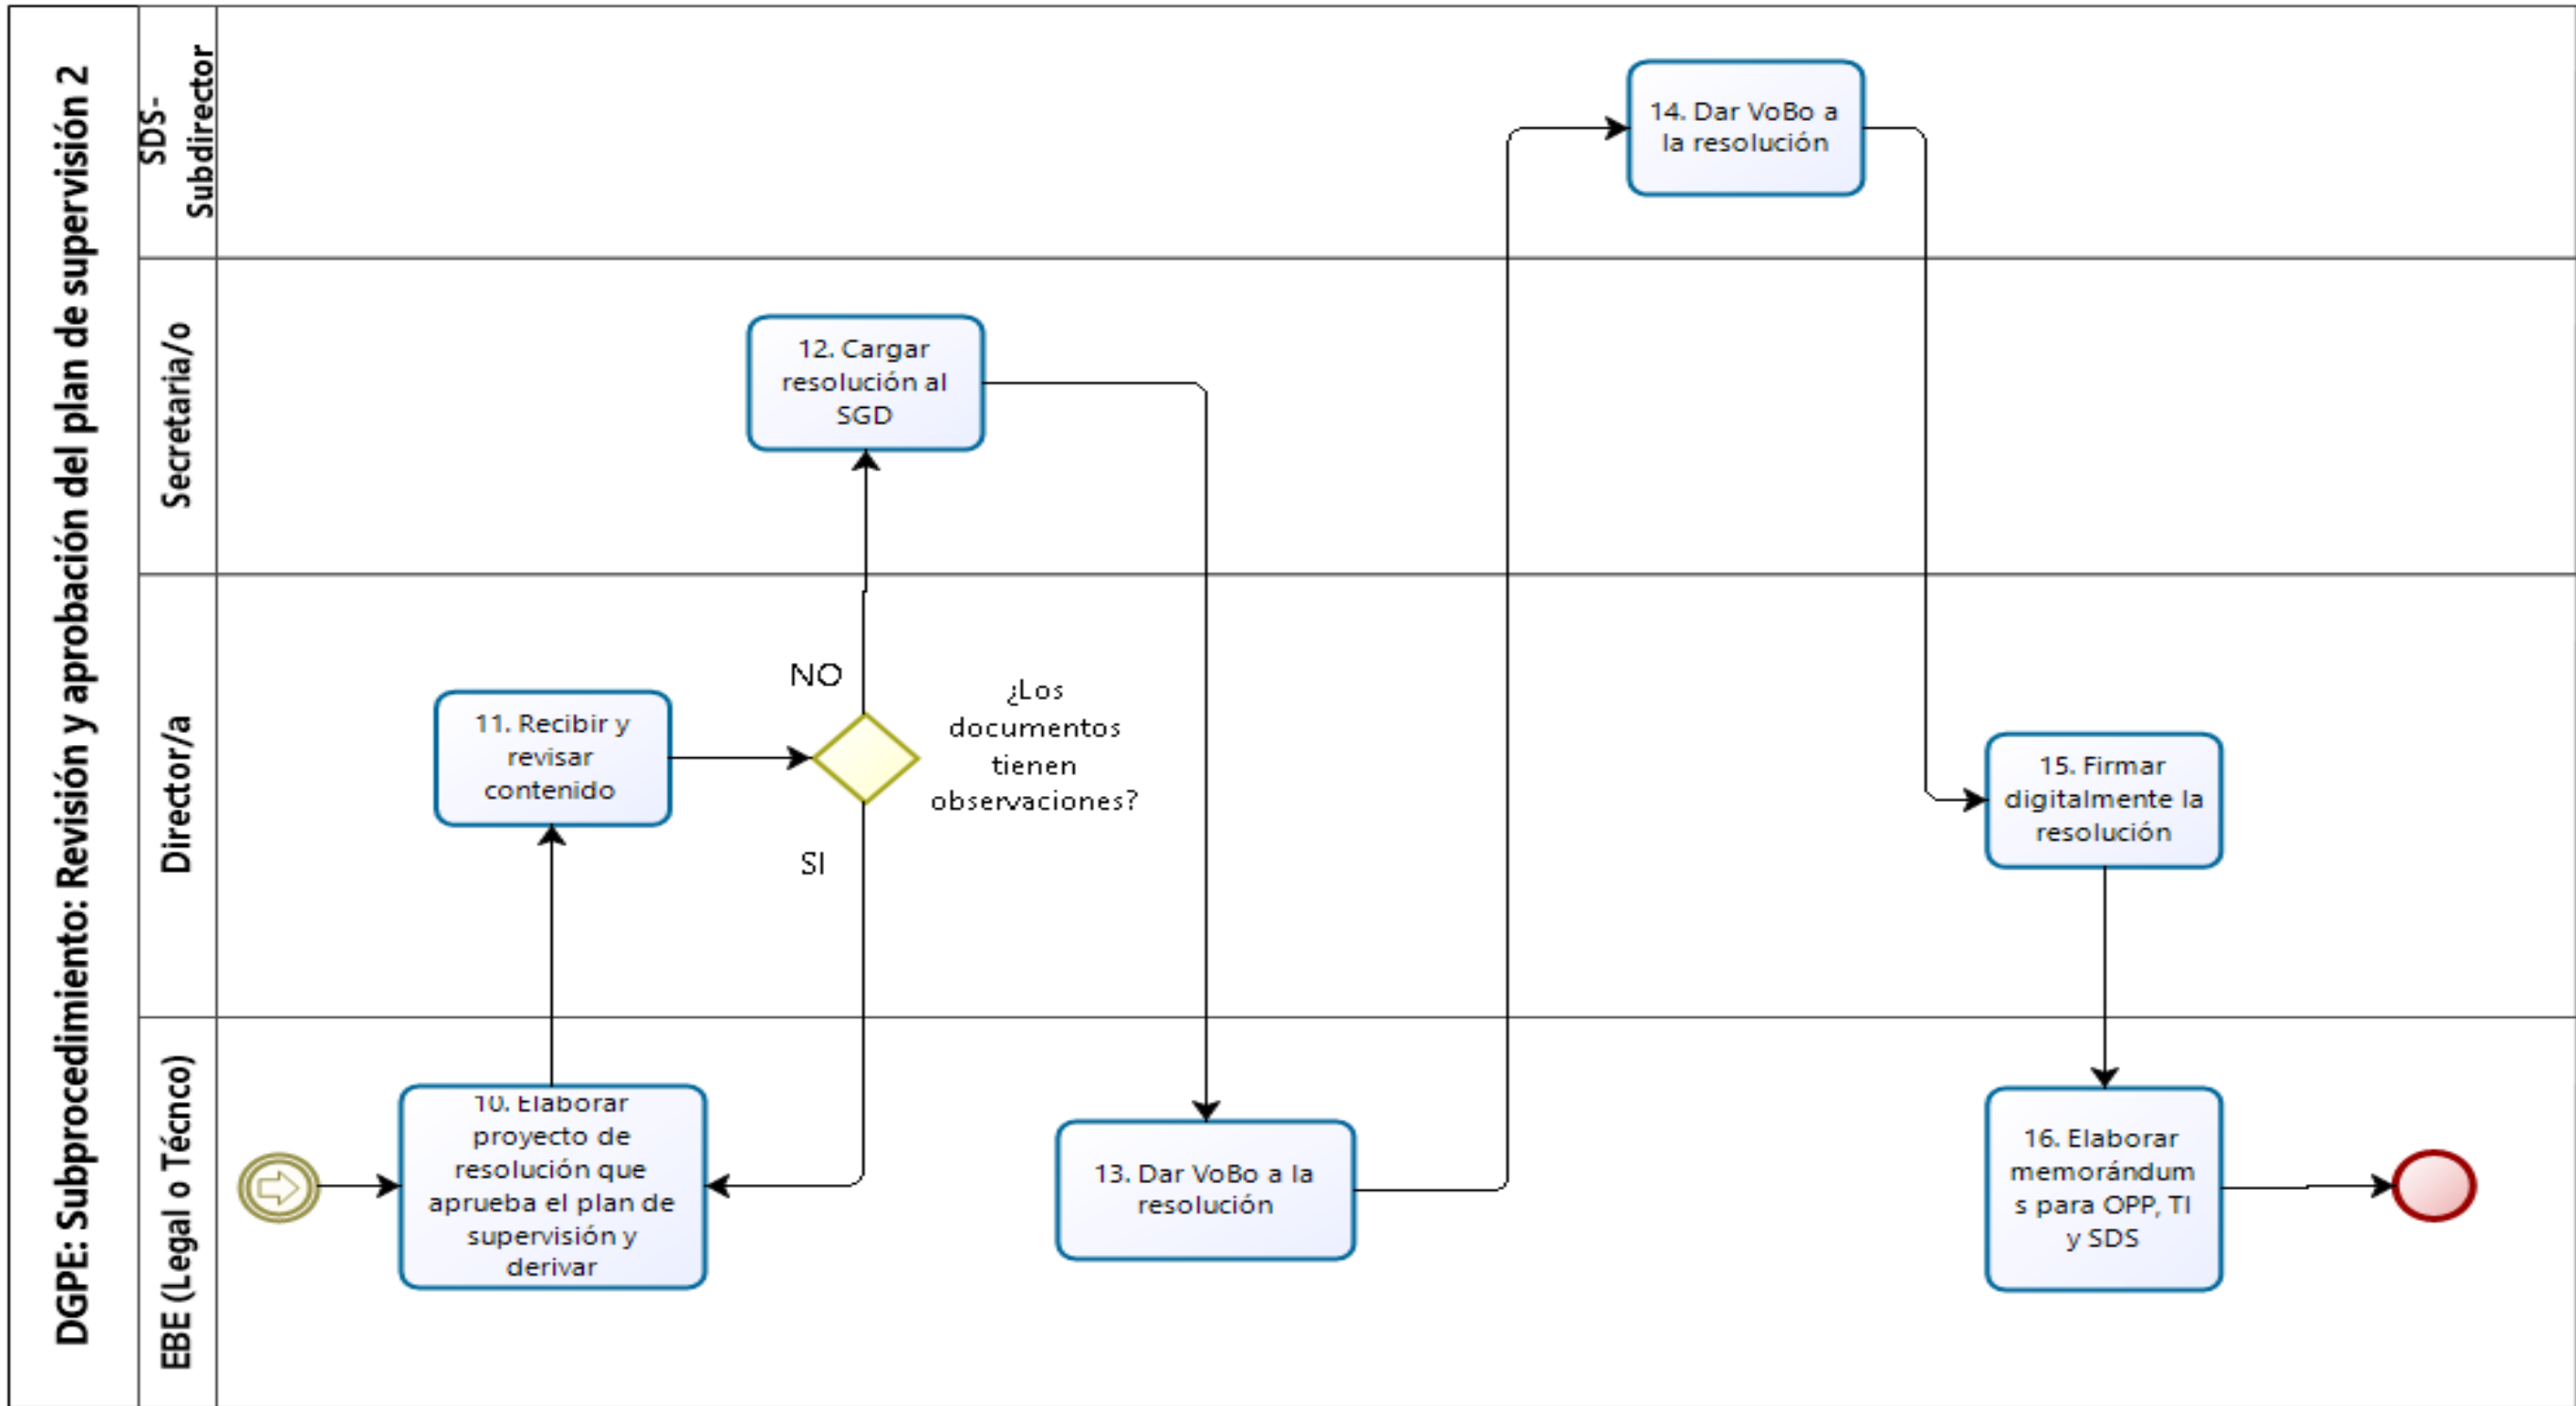 DGPE: Subprocedimiento: Revisión y aprobación del plan de supervisión 2
SDS-
Subdirector
14. Dar VoBo a
la resolución
Secretaria/o
12. Cargar
resolución al
SGD
Director/a
11. Recibir y
revisar
contenido
NO
SI
¿Los
documentos
tienen
observaciones?
15. Firmar
digitalmente la
resolución
EBE (Legal o Técnco)
10. Elaborar
proyecto de
resolución que
aprueba el plan de
supervisión y
derivar
13. Dar VoBo a la
resolución
16. Elaborar
memorándum
s para OPP, TI
y SDS